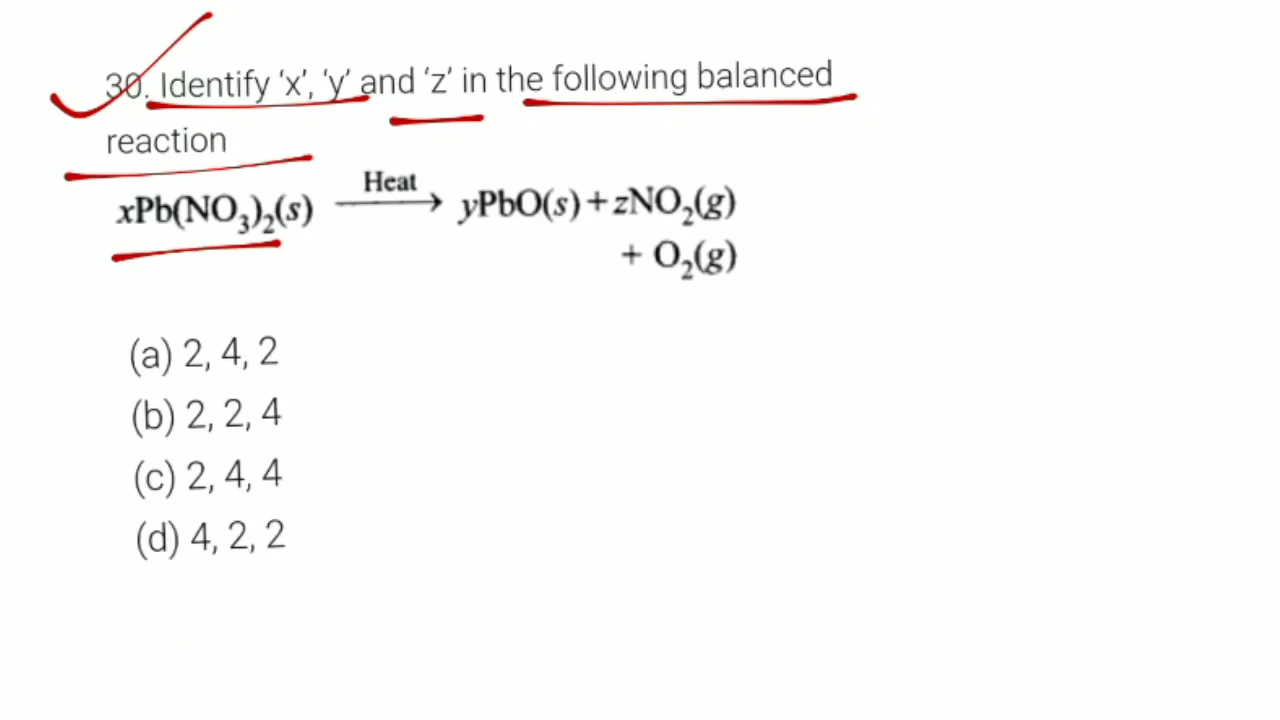 30. Identify ‘x’, ‘y’ and ‘z’ in the following balanced
reaction
xPb(NO₃)₂(s) Heat → yPbO(s) + zNO₂(g)
+ O₂(g)
(a) 2, 4, 2
(b) 2, 2, 4
(c) 2, 4, 4
(d) 4, 2, 2